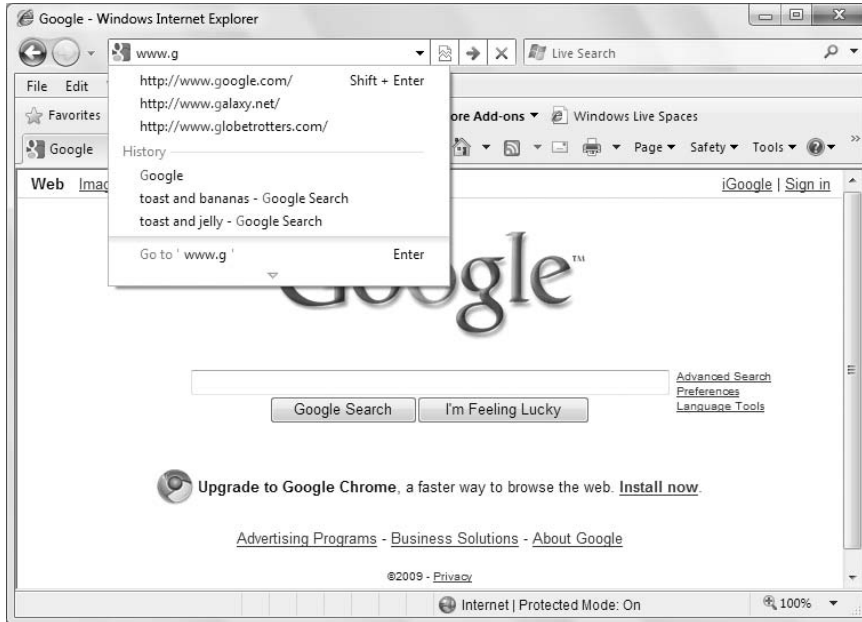 Google - Windows Internet Explorer
www.g
Live Search
http://www.google.com/ Shift + Enter
http://www.galaxy.net/
http://www.globetrotters.com/
History
Google
toast and bananas - Google Search
toast and jelly - Google Search
Go to ' www.g ' Enter
File Edit
Favorites ore Add-ons Windows Live Spaces
Google Page Safety Tools
Web Imag iGoogle | Sign in
Google™
Advanced Search
Preferences
Language Tools
Google Search I'm Feeling Lucky
Upgrade to Google Chrome, a faster way to browse the web. Install now.
Advertising Programs - Business Solutions - About Google
©2009 - Privacy
Internet | Protected Mode: On 100%